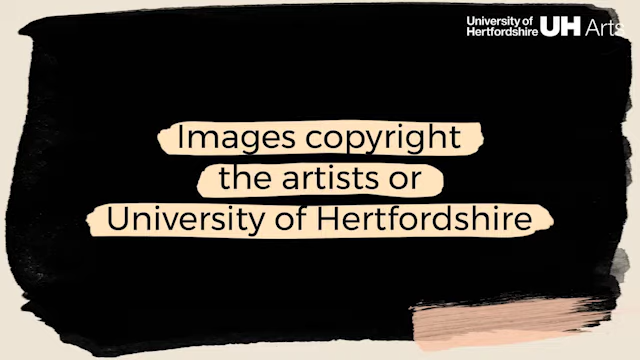 University of
Hertfordshire UH Arts
Images copyright
the artists or
University of Hertfordshire